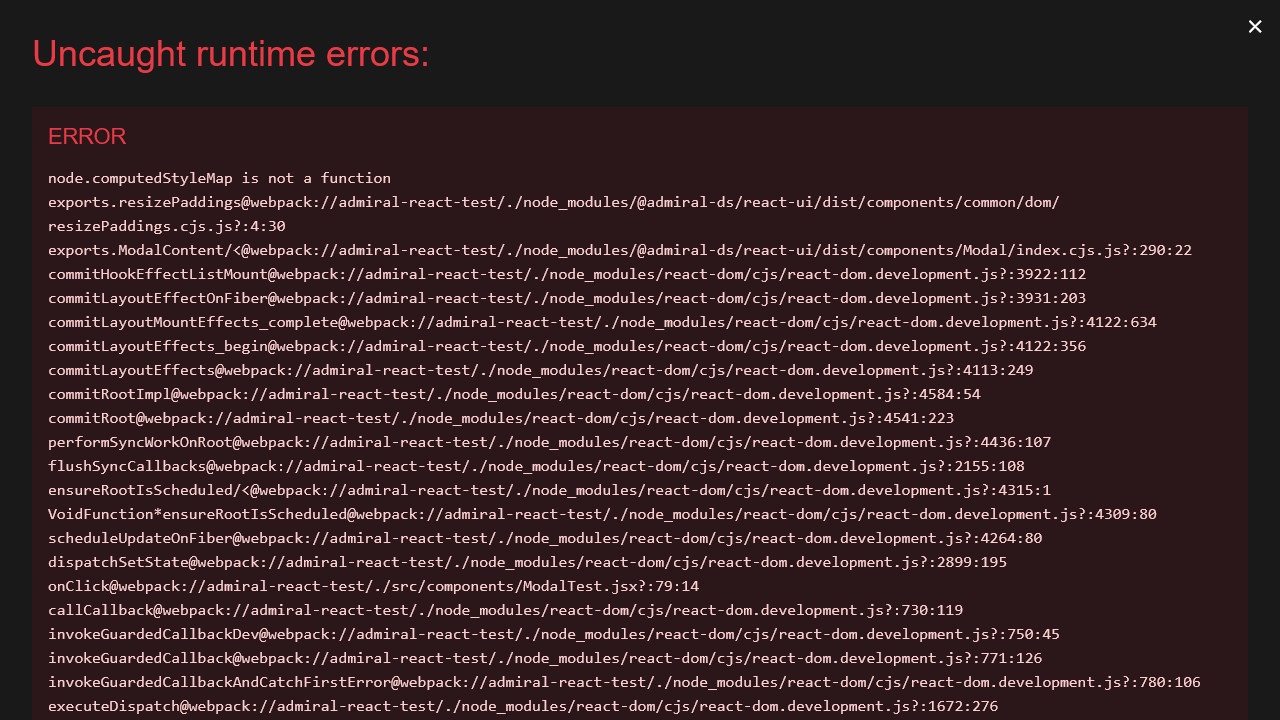 Uncaught runtime errors:
×
ERROR
node.computedStyleMap is not a function
exports.resizePaddings@webpack://admiral-react-test/./node_modules/@admiral-ds/react-ui/dist/components/common/dom/
resizePaddings.cjs.js?:4:30
exports.ModalContent/<@webpack://admiral-react-test/./node_modules/@admiral-ds/react-ui/dist/components/Modal/index.cjs.js?:290:22
commitHookEffectListMount@webpack://admiral-react-test/./node_modules/react-dom/cjs/react-dom.development.js?:3922:112
commitLayoutEffectOnFiber@webpack://admiral-react-test/./node_modules/react-dom/cjs/react-dom.development.js?:3931:203
commitLayoutMountEffects_complete@webpack://admiral-react-test/./node_modules/react-dom/cjs/react-dom.development.js?:4122:634
commitLayoutEffects_begin@webpack://admiral-react-test/./node_modules/react-dom/cjs/react-dom.development.js?:4122:356
commitLayoutEffects@webpack://admiral-react-test/./node_modules/react-dom/cjs/react-dom.development.js?:4113:249
commitRootImpl@webpack://admiral-react-test/./node_modules/react-dom/cjs/react-dom.development.js?:4584:54
commitRoot@webpack://admiral-react-test/./node_modules/react-dom/cjs/react-dom.development.js?:4541:223
performSyncWorkOnRoot@webpack://admiral-react-test/./node_modules/react-dom/cjs/react-dom.development.js?:4436:107
flushSyncCallbacks@webpack://admiral-react-test/./node_modules/react-dom/cjs/react-dom.development.js?:2155:108
ensureRootIsScheduled/<@webpack://admiral-react-test/./node_modules/react-dom/cjs/react-dom.development.js?:4315:1
VoidFunction*ensureRootIsScheduled@webpack://admiral-react-test/./node_modules/react-dom/cjs/react-dom.development.js?:4309:80
scheduleUpdateOnFiber@webpack://admiral-react-test/./node_modules/react-dom/cjs/react-dom.development.js?:4264:80
dispatchSetState@webpack://admiral-react-test/./node_modules/react-dom/cjs/react-dom.development.js?:2899:195
onClick@webpack://admiral-react-test/./src/components/ModalTest.jsx?:79:14
callCallback@webpack://admiral-react-test/./node_modules/react-dom/cjs/react-dom.development.js?:730:119
invokeGuardedCallbackDev@webpack://admiral-react-test/./node_modules/react-dom/cjs/react-dom.development.js?:750:45
invokeGuardedCallback@webpack://admiral-react-test/./node_modules/react-dom/cjs/react-dom.development.js?:771:126
invokeGuardedCallbackAndCatchFirstError@webpack://admiral-react-test/./node_modules/react-dom/cjs/react-dom.development.js?:780:106
executeDispatch@webpack://admiral-react-test/./node_modules/react-dom/cjs/react-dom.development.js?:1672:276